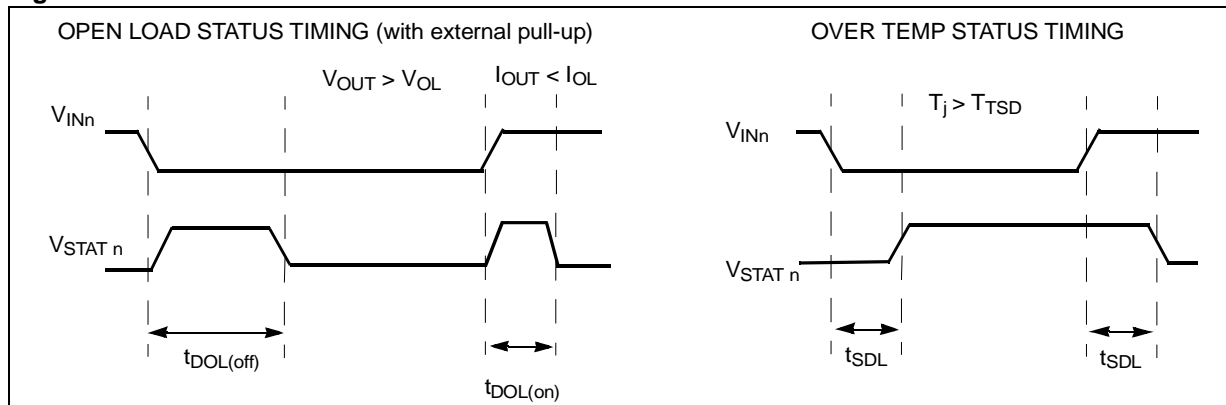 OPEN LOAD STATUS TIMING (with external pull-up)
VOUT > VOL
IOUT < IOL
VINn
VSTAT n
tDOL(off)
tDOL(on)
OVER TEMP STATUS TIMING
Tj > TTSD
VINn
VSTAT n
tSDL
tSDL